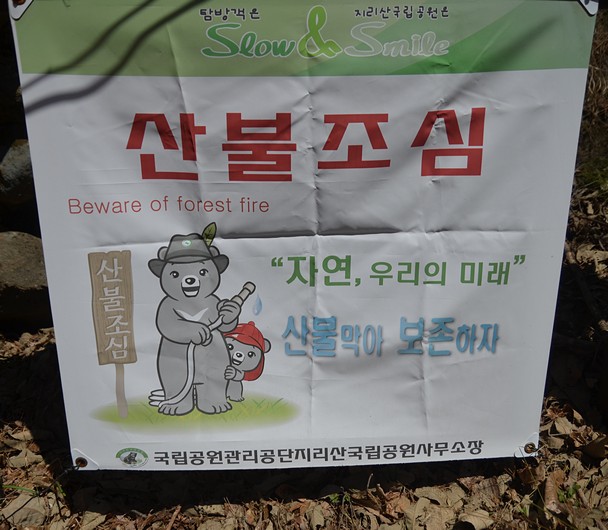 탐방객은 지리산국립공원은
Slow & Smile
산불조심
Beware of forest fire
"자연, 우리의 미래"
산불막아 보존하자
산불조심
국립공원관리공단지리산국립공원사무소장